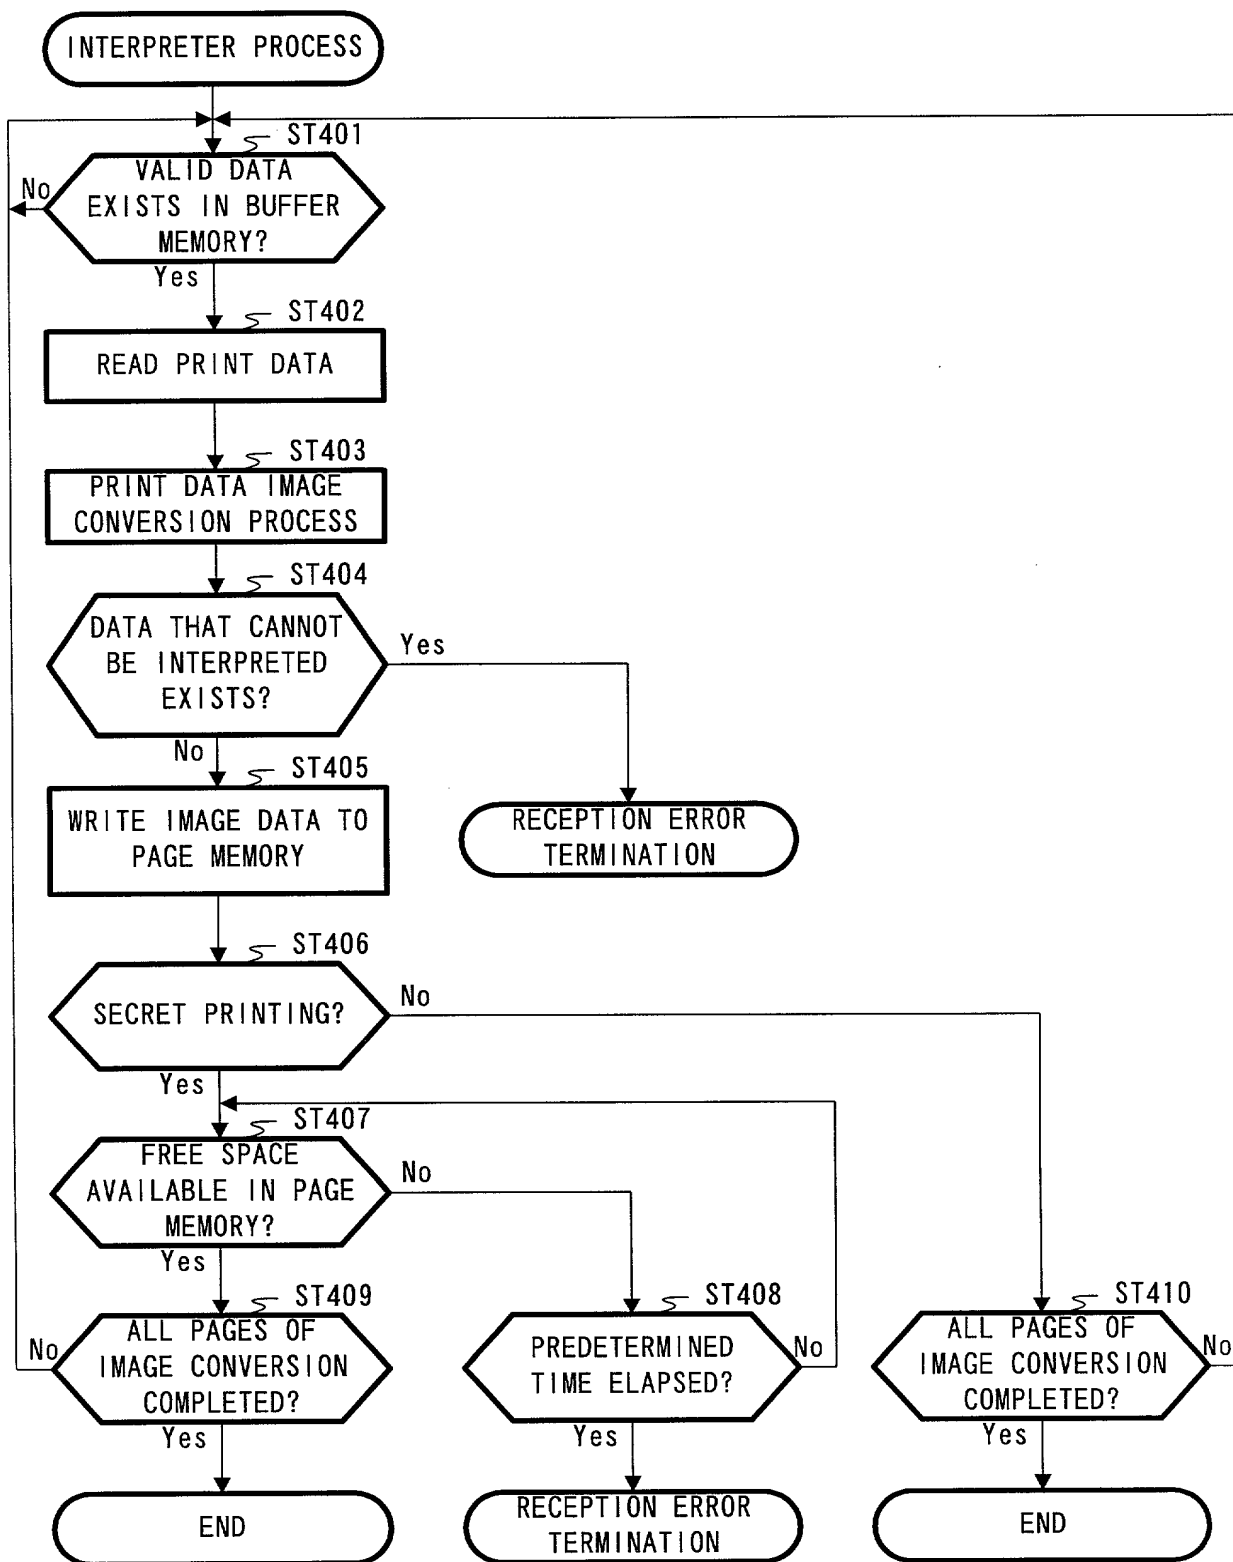 INTERPRETER PROCESS
ST401
VALID DATA
EXISTS IN BUFFER
MEMORY?
No
Yes
ST402
READ PRINT DATA
ST403
PRINT DATA IMAGE
CONVERSION PROCESS
ST404
DATA THAT CANNOT
BE INTERPRETED
EXISTS?
Yes
No
ST405
WRITE IMAGE DATA TO
PAGE MEMORY
RECEPTION ERROR
TERMINATION
ST406
SECRET PRINTING?
No
Yes
ST407
FREE SPACE
AVAILABLE IN PAGE
MEMORY?
No
Yes
ST409
ALL PAGES OF
IMAGE CONVERSION
COMPLETED?
No
Yes
ST408
PREDETERMINED
TIME ELAPSED?
No
Yes
ST410
ALL PAGES OF
IMAGE CONVERSION
COMPLETED?
No
Yes
END
RECEPTION ERROR
TERMINATION
END